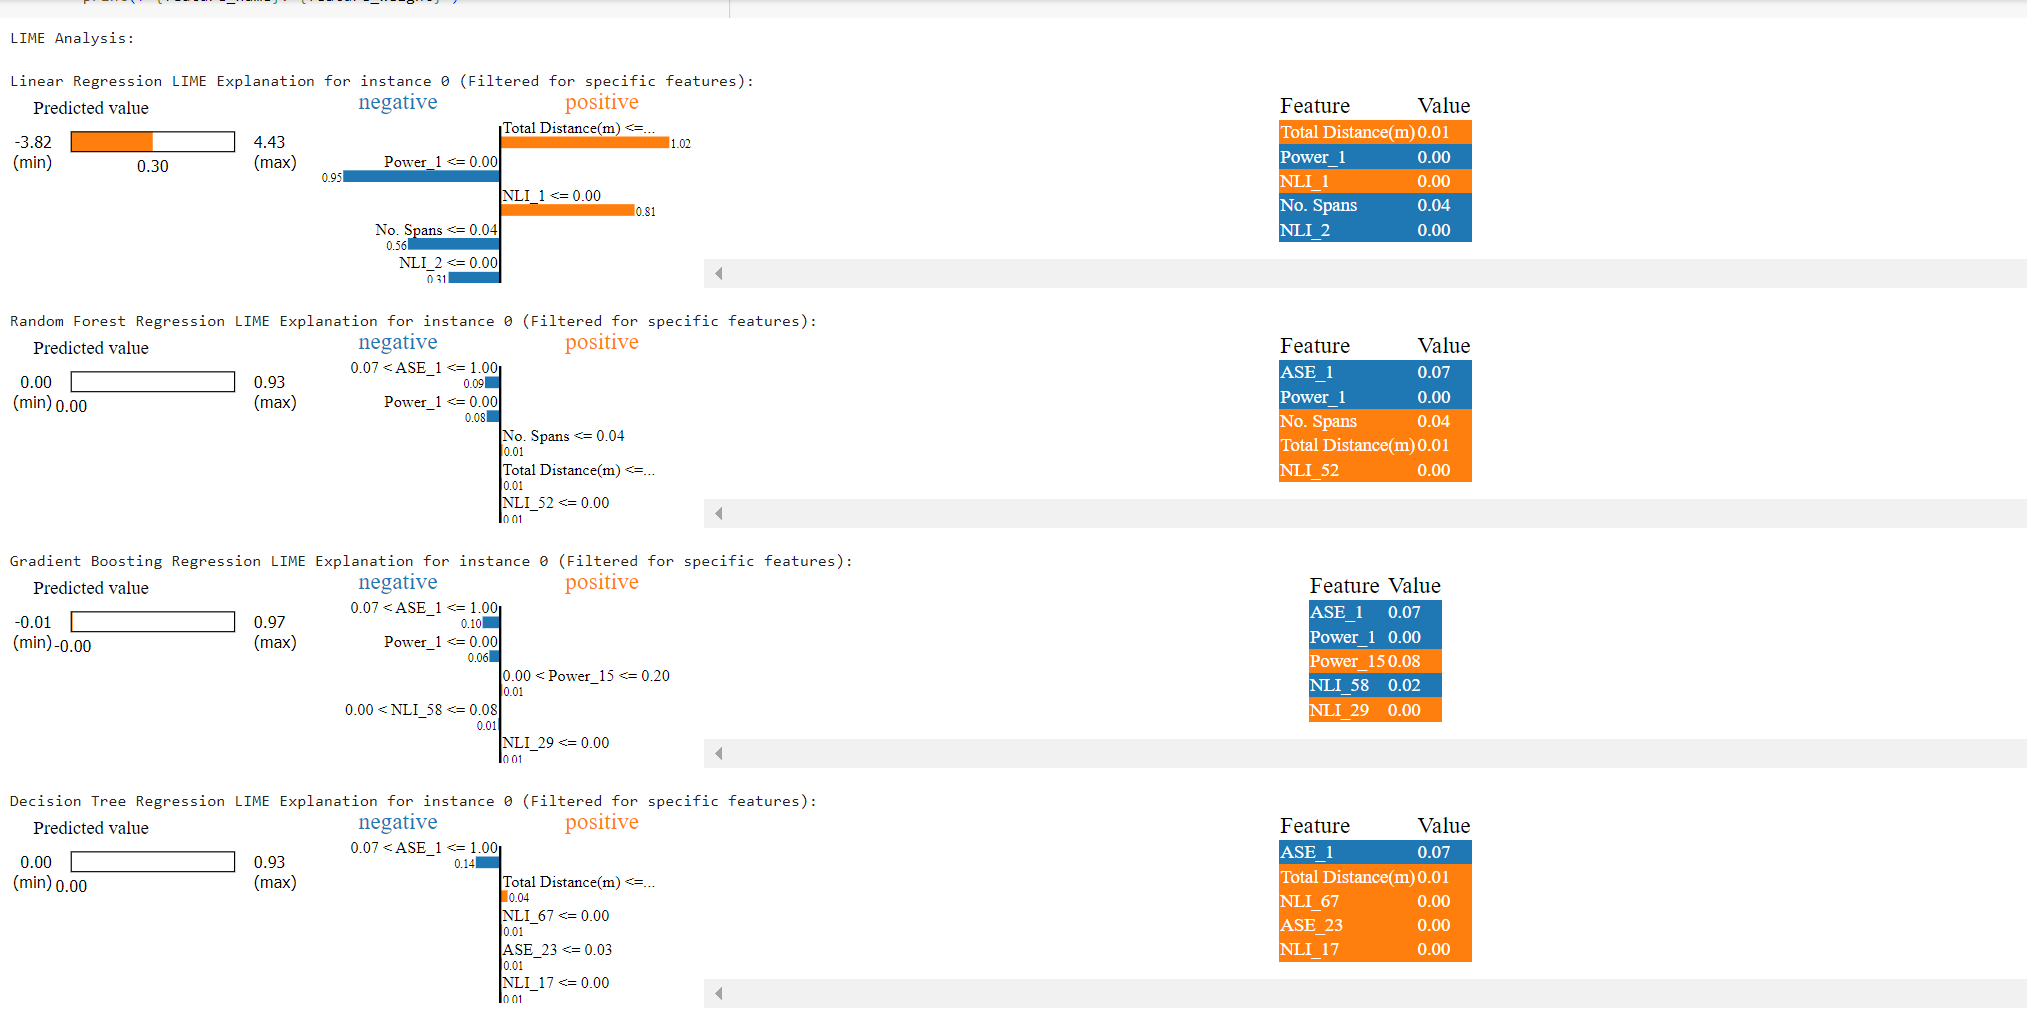 LIME Analysis:
Linear Regression LIME Explanation for instance 0 (Filtered for specific features):
Predicted value
-3.82
(min)
0.30
4.43
(max)
negative positive
Total Distance(m) <=...
1.02
Power_1 <= 0.00
0.95
NLI_1 <= 0.00
0.81
No. Spans <= 0.04
0.56
NLI_2 <= 0.00
0.31
Feature Value
Total Distance(m) 0.01
Power_1 0.00
NLI_1 0.00
No. Spans 0.04
NLI_2 0.00
Random Forest Regression LIME Explanation for instance 0 (Filtered for specific features):
Predicted value
0.00
(min)
0.00
0.93
(max)
negative positive
0.07 < ASE_1 <= 1.00
0.09
Power_1 <= 0.00
0.08
No. Spans <= 0.04
0.01
Total Distance(m) <=...
0.01
NLI_52 <= 0.00
0.01
Feature Value
ASE_1 0.07
Power_1 0.00
No. Spans 0.04
Total Distance(m) 0.01
NLI_52 0.00
Gradient Boosting Regression LIME Explanation for instance 0 (Filtered for specific features):
Predicted value
-0.01
(min)
-0.00
0.97
(max)
negative positive
0.07 < ASE_1 <= 1.00
0.10
Power_1 <= 0.00
0.06
0.00 < Power_15 <= 0.20
0.01
0.00 < NLI_58 <= 0.08
0.01
NLI_29 <= 0.00
0.01
Feature Value
ASE_1 0.07
Power_1 0.00
Power_15 0.08
NLI_58 0.02
NLI_29 0.00
Decision Tree Regression LIME Explanation for instance 0 (Filtered for specific features):
Predicted value
0.00
(min)
0.00
0.93
(max)
negative positive
0.07 < ASE_1 <= 1.00
0.14
Total Distance(m) <=...
0.04
NLI_67 <= 0.00
0.01
ASE_23 <= 0.03
0.01
NLI_17 <= 0.00
0.01
Feature Value
ASE_1 0.07
Total Distance(m) 0.01
NLI_67 0.00
ASE_23 0.00
NLI_17 0.00